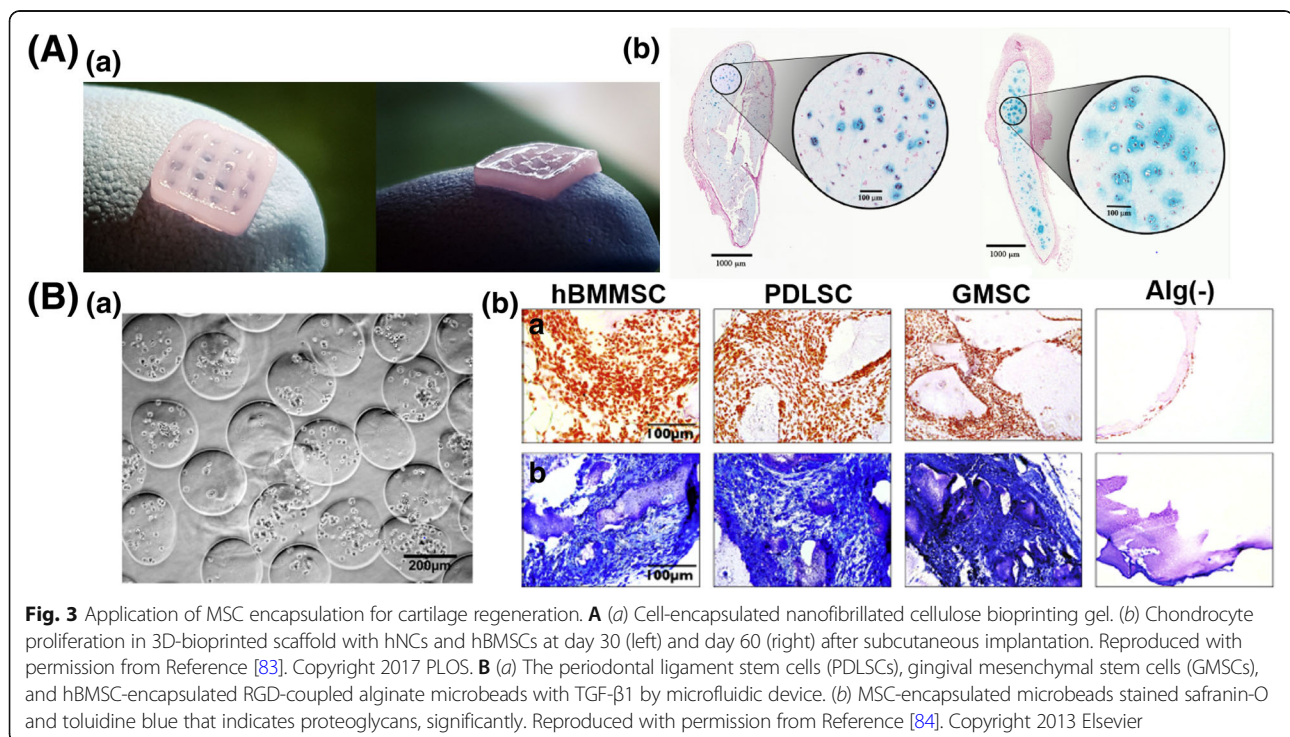 (A)
(a)
(b)
100 µm
1000 µm
100 µm
1000 µm
(B)
(a)
200µm
(b)
hBMMSC PDLSC GMSC Alg(-)
a
100µm
b
100µm
Fig. 3 Application of MSC encapsulation for cartilage regeneration. A (a) Cell-encapsulated nanofibrillated cellulose bioprinting gel. (b) Chondrocyte
proliferation in 3D-bioprinted scaffold with hNCs and hBMSCs at day 30 (left) and day 60 (right) after subcutaneous implantation. Reproduced with
permission from Reference [83]. Copyright 2017 PLOS. B (a) The periodontal ligament stem cells (PDLSCs), gingival mesenchymal stem cells (GMSCs),
and hBMSC-encapsulated RGD-coupled alginate microbeads with TGF-β1 by microfluidic device. (b) MSC-encapsulated microbeads stained safranin-O
and toluidine blue that indicates proteoglycans, significantly. Reproduced with permission from Reference [84]. Copyright 2013 Elsevier